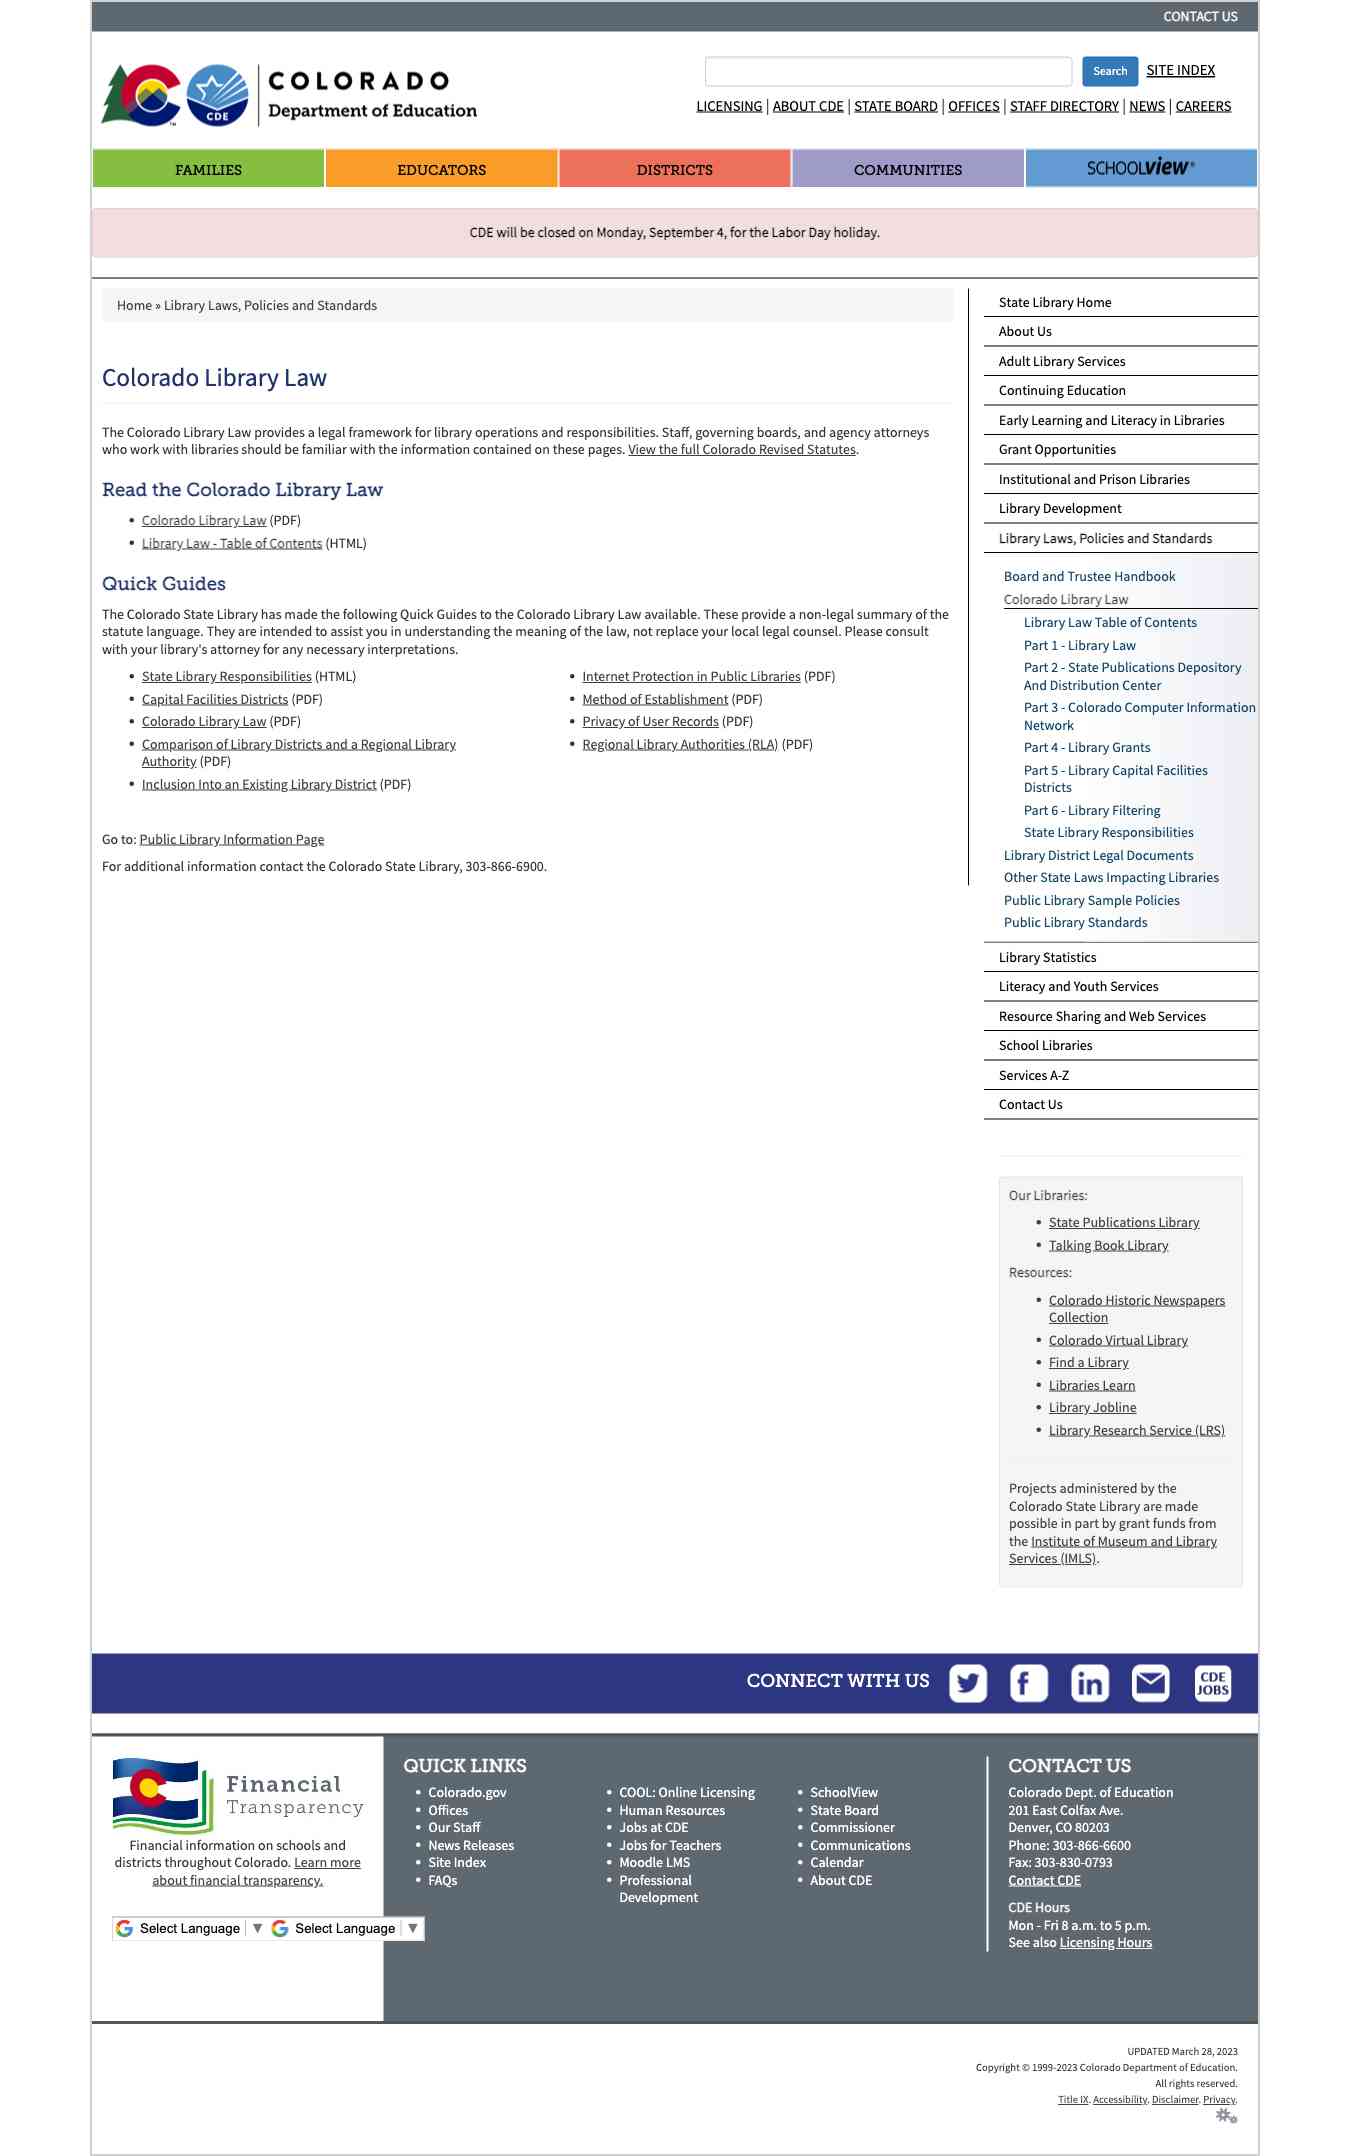 CONTACT US
CDE
COLORADO
Department of Education
Search
SITE INDEX
LICENSING | ABOUT CDE | STATE BOARD | OFFICES | STAFF DIRECTORY | NEWS | CAREERS
FAMILIES
EDUCATORS
DISTRICTS
COMMUNITIES
SCHOOLview®
CDE will be closed on Monday, September 4, for the Labor Day holiday.
Home » Library Laws, Policies and Standards
Colorado Library Law
The Colorado Library Law provides a legal framework for library operations and responsibilities. Staff, governing boards, and agency attorneys
who work with libraries should be familiar with the information contained on these pages. View the full Colorado Revised Statutes.
Read the Colorado Library Law
• Colorado Library Law (PDF)
• Library Law - Table of Contents (HTML)
Quick Guides
The Colorado State Library has made the following Quick Guides to the Colorado Library Law available. These provide a non-legal summary of the
statute language. They are intended to assist you in understanding the meaning of the law, not replace your local legal counsel. Please consult
with your library's attorney for any necessary interpretations.
• State Library Responsibilities (HTML)
• Capital Facilities Districts (PDF)
• Colorado Library Law (PDF)
• Comparison of Library Districts and a Regional Library
Authority (PDF)
• Inclusion Into an Existing Library District (PDF)
• Internet Protection in Public Libraries (PDF)
• Method of Establishment (PDF)
• Privacy of User Records (PDF)
• Regional Library Authorities (RLA) (PDF)
Go to: Public Library Information Page
For additional information contact the Colorado State Library, 303-866-6900.
State Library Home
About Us
Adult Library Services
Continuing Education
Early Learning and Literacy in Libraries
Grant Opportunities
Institutional and Prison Libraries
Library Development
Library Laws, Policies and Standards
Board and Trustee Handbook
Colorado Library Law
Library Law Table of Contents
Part 1 - Library Law
Part 2 - State Publications Depository
And Distribution Center
Part 3 - Colorado Computer Information
Network
Part 4 - Library Grants
Part 5 - Library Capital Facilities
Districts
Part 6 - Library Filtering
State Library Responsibilities
Library District Legal Documents
Other State Laws Impacting Libraries
Public Library Sample Policies
Public Library Standards
Library Statistics
Literacy and Youth Services
Resource Sharing and Web Services
School Libraries
Services A-Z
Contact Us
Our Libraries:
• State Publications Library
• Talking Book Library
Resources:
• Colorado Historic Newspapers
Collection
• Colorado Virtual Library
• Find a Library
• Libraries Learn
• Library Jobline
• Library Research Service (LRS)
Projects administered by the
Colorado State Library are made
possible in part by grant funds from
the Institute of Museum and Library
Services (IMLS).
CONNECT WITH US
CDE
JOBS
Financial
Transparency
Financial information on schools and
districts throughout Colorado. Learn more
about financial transparency.
Select Language ▼
Select Language ▼
QUICK LINKS
• Colorado.gov
• Offices
• Our Staff
• News Releases
• Site Index
• FAQs
• COOL: Online Licensing
• Human Resources
• Jobs at CDE
• Jobs for Teachers
• Moodle LMS
• Professional
Development
• SchoolView
• State Board
• Commissioner
• Communications
• Calendar
• About CDE
CONTACT US
Colorado Dept. of Education
201 East Colfax Ave.
Denver, CO 80203
Phone: 303-866-6600
Fax: 303-830-0793
Contact CDE
CDE Hours
Mon - Fri 8 a.m. to 5 p.m.
See also Licensing Hours
UPDATED March 28, 2023
Copyright © 1999-2023 Colorado Department of Education.
All rights reserved.
Title IX. Accessibility. Disclaimer. Privacy.